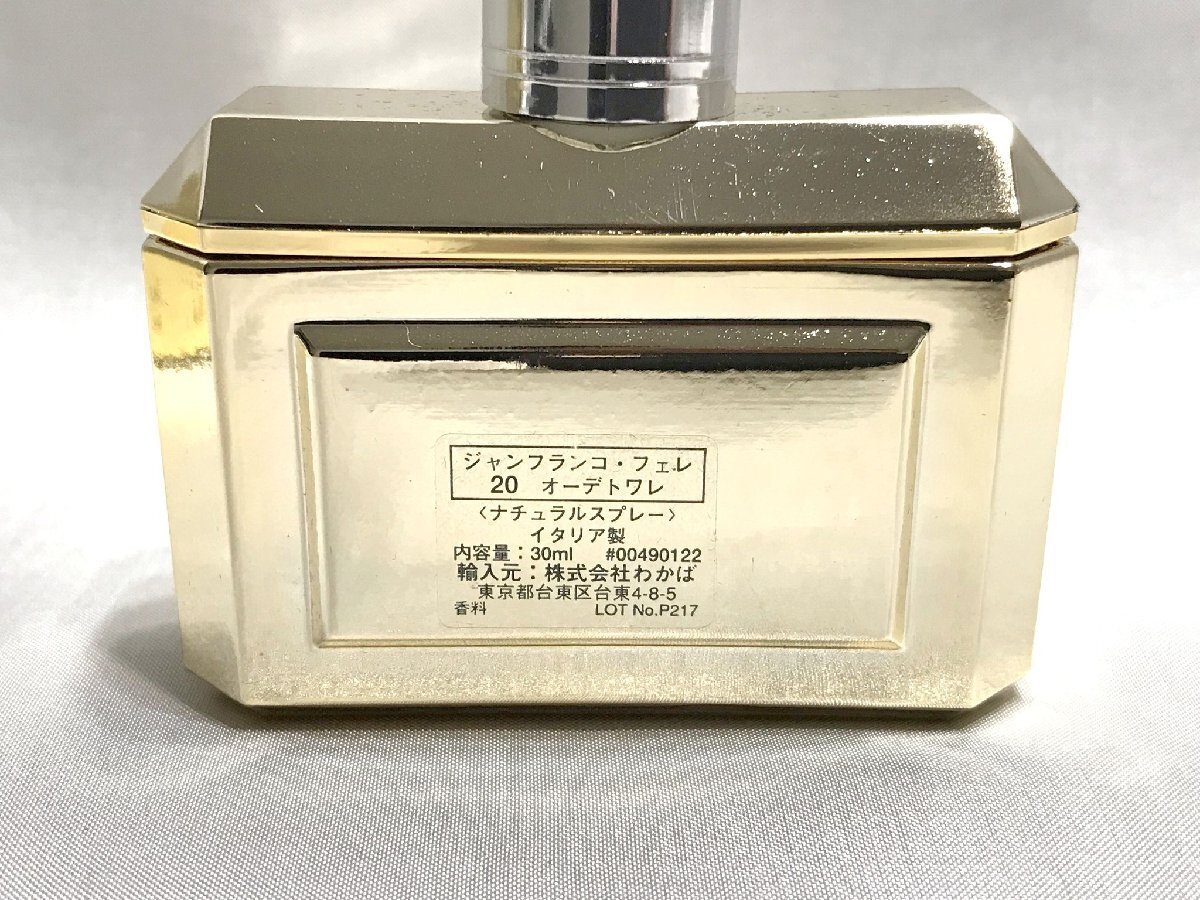 ジャンフランコ・フェレ
20 オーデトワレ
〈ナチュラルスプレー〉
イタリア製
内容量：30ml #00490122
輸入元：株式会社わかば
東京都台東区台東4-8-5
香料 LOT No.P217